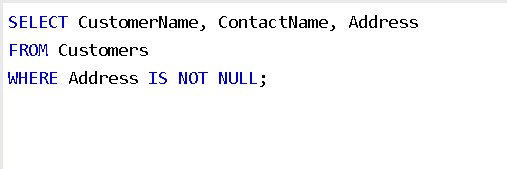 SELECT CustomerName, ContactName, Address
FROM Customers
WHERE Address IS NOT NULL;